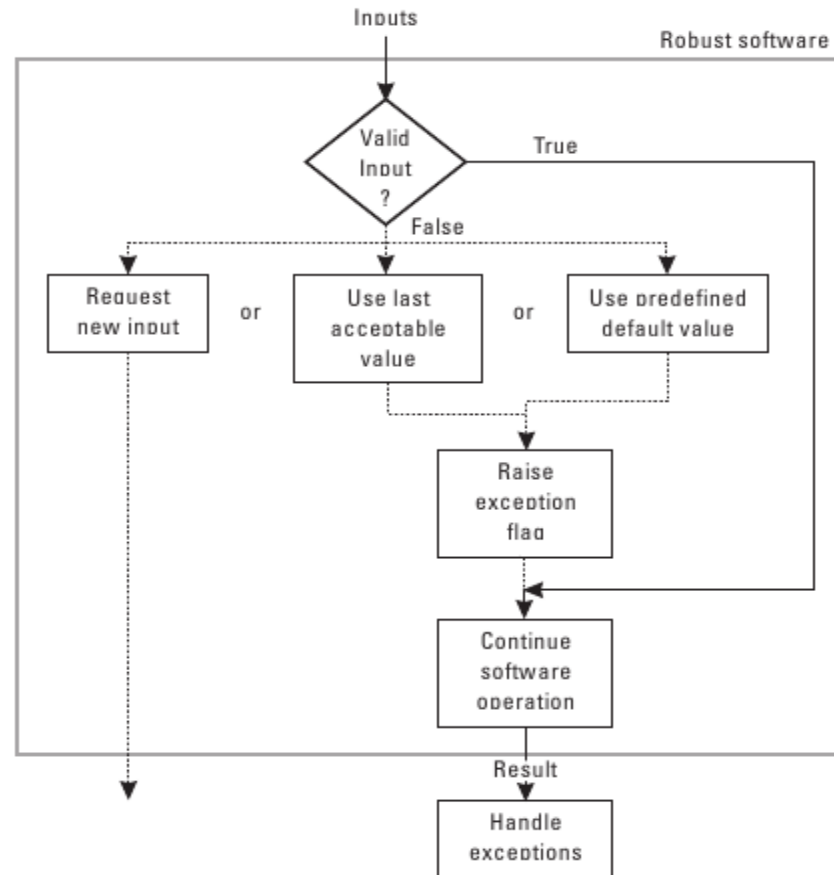 Inputs
Robust software
Valid
Input
?
True
False
Request
new input
or
Use last
acceptable
value
or
Use predefined
default value
Raise
exception
flag
Continue
software
operation
Result
Handle
exceptions